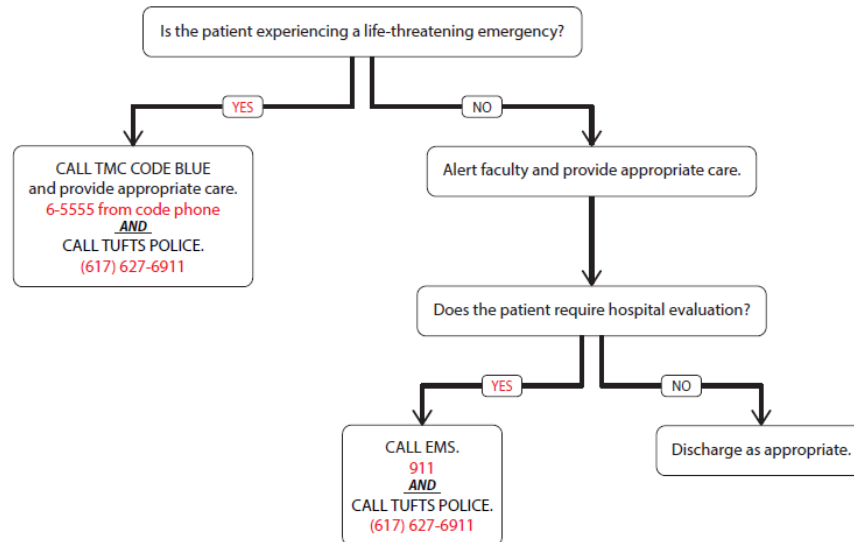 Is the patient experiencing a life-threatening emergency?
YES
NO
CALL TMC CODE BLUE
and provide appropriate care.
6-5555 from code phone
AND
CALL TUFTS POLICE.
(617) 627-6911
Alert faculty and provide appropriate care.
Does the patient require hospital evaluation?
YES
NO
CALL EMS.
911
AND
CALL TUFTS POLICE.
(617) 627-6911
Discharge as appropriate.